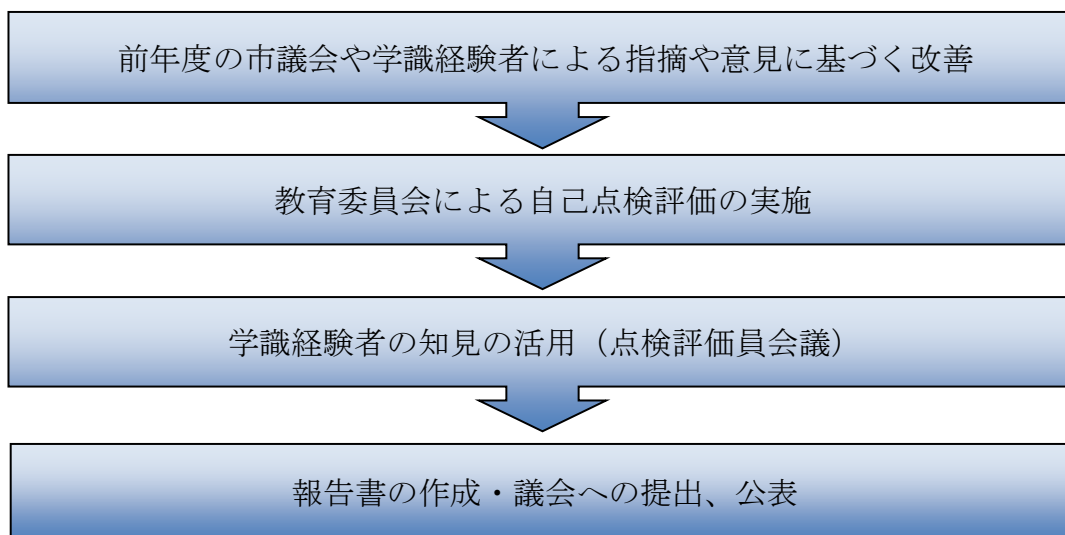 前年度の市議会や学識経験者による指摘や意見に基づく改善
教育委員会による自己点検評価の実施
学識経験者の知見の活用（点検評価員会議）
報告書の作成・議会への提出、公表